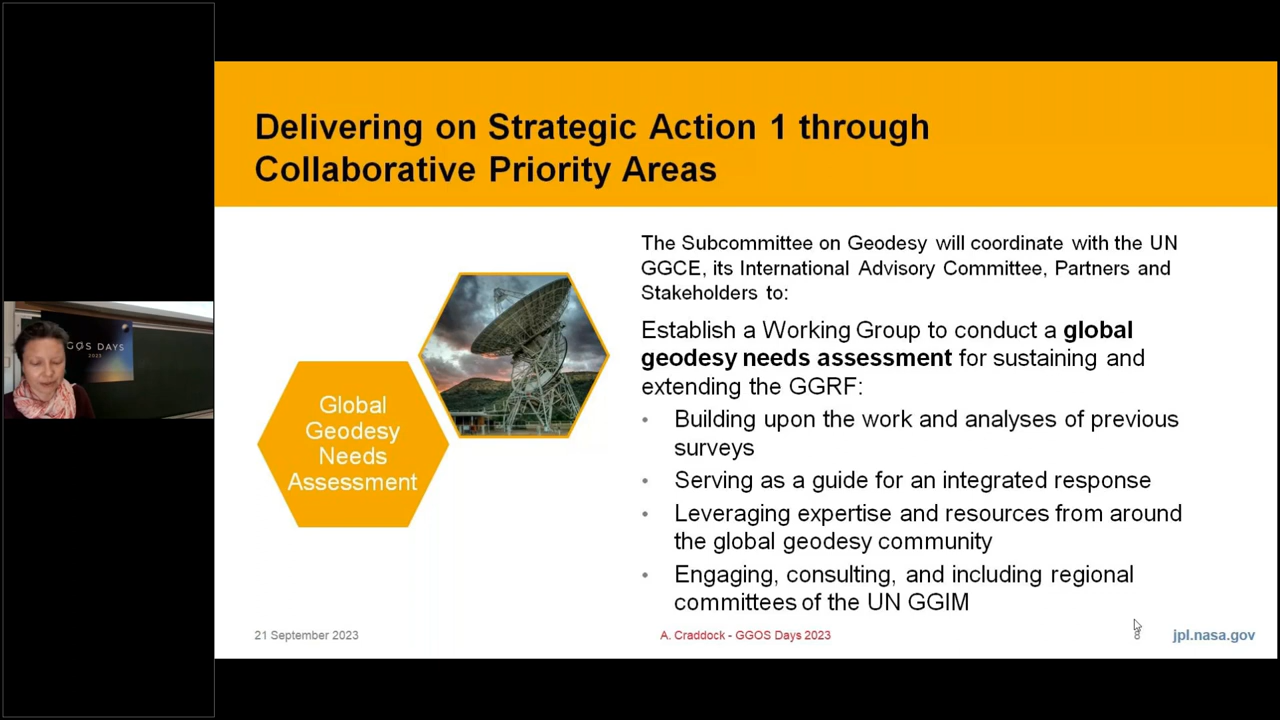 Delivering on Strategic Action 1 through
Collaborative Priority Areas
The Subcommittee on Geodesy will coordinate with the UN
GGCE, its International Advisory Committee, Partners and
Stakeholders to:
Establish a Working Group to conduct a global
geodesy needs assessment for sustaining and
extending the GGRF:
• Building upon the work and analyses of previous
surveys
• Serving as a guide for an integrated response
• Leveraging expertise and resources from around
the global geodesy community
• Engaging, consulting, and including regional
committees of the UN GGIM
Global
Geodesy
Needs
Assessment
GOS DAYS
2023
21 September 2023
A. Craddock - GGOS Days 2023
8
jpl.nasa.gov